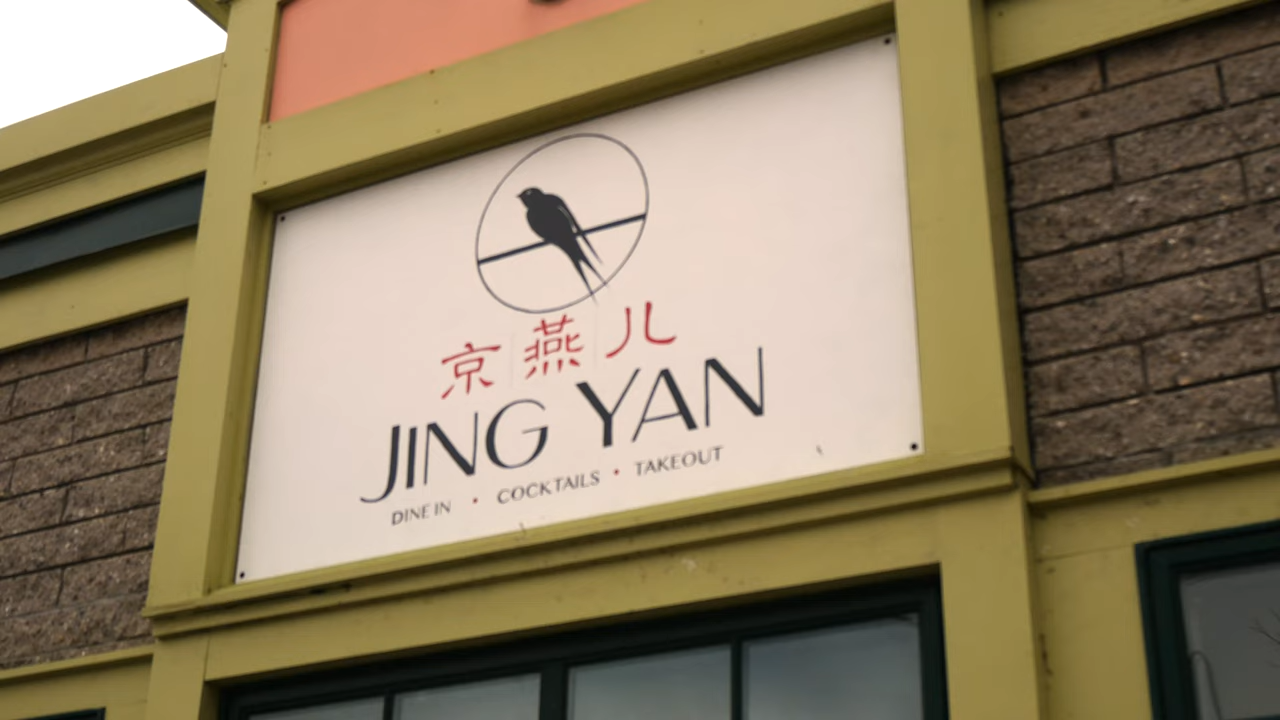 京燕儿
JING YAN
DINE IN • COCKTAILS • TAKEOUT